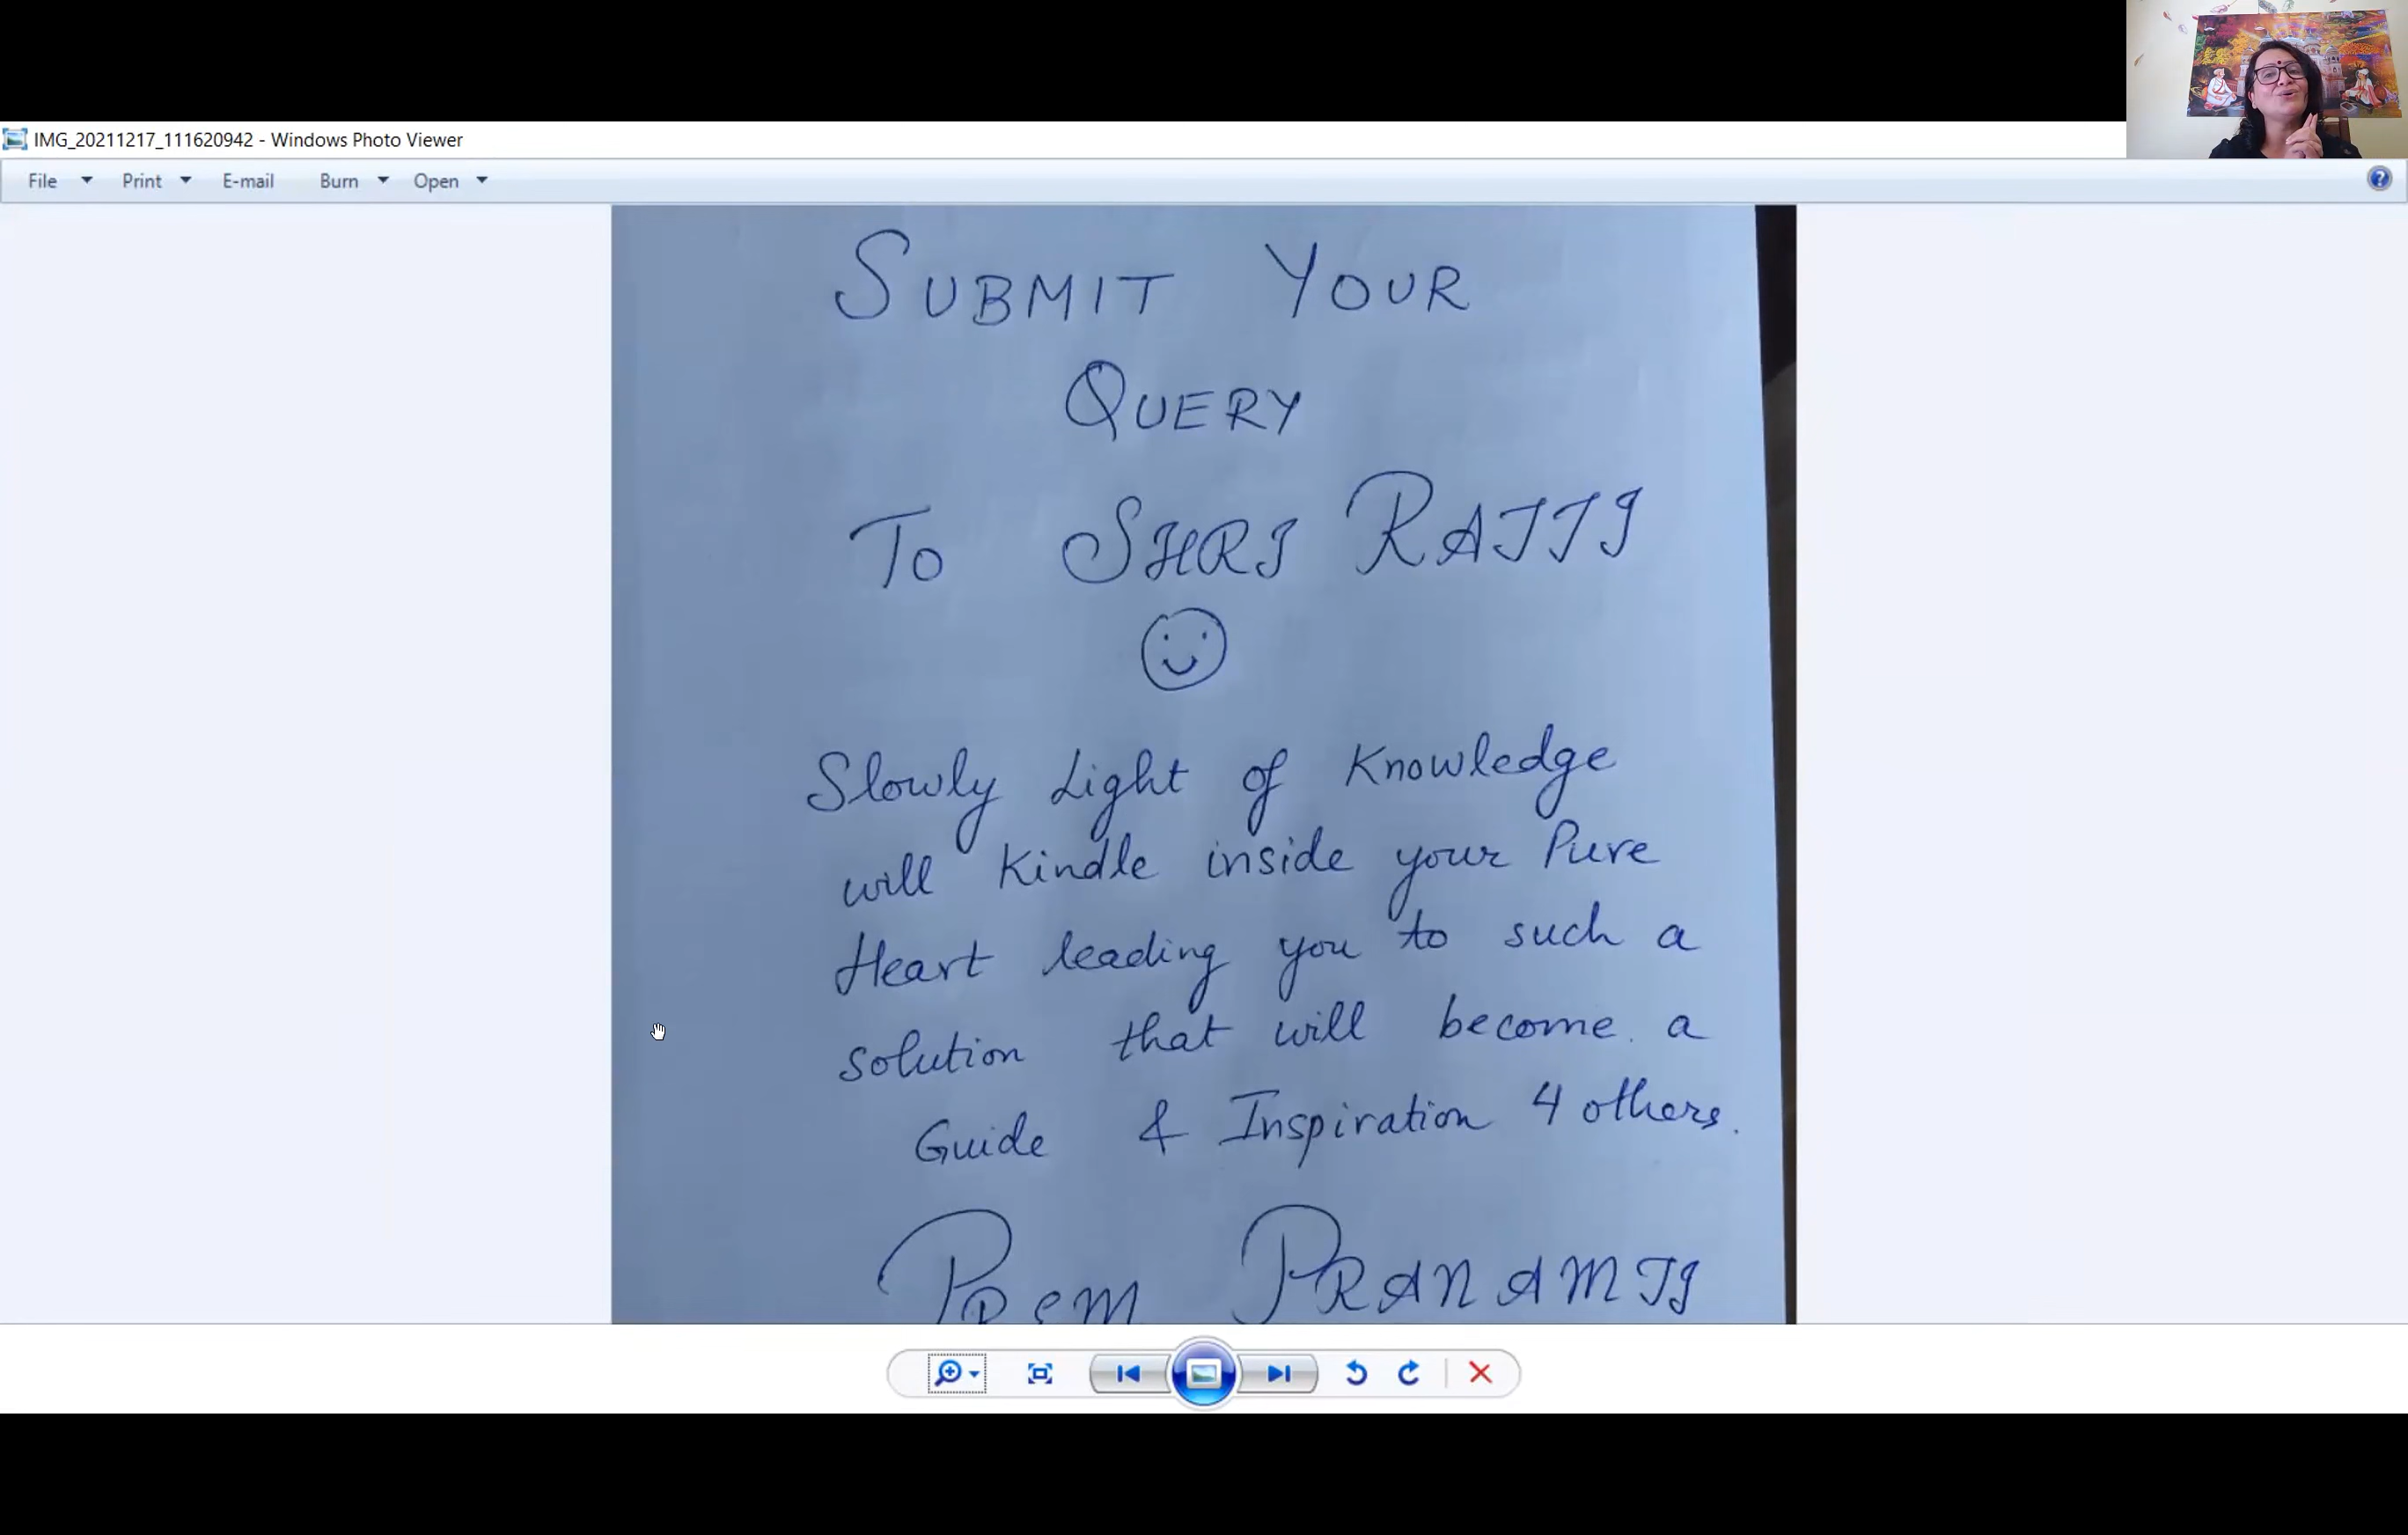 IMG_20211217_111620942 - Windows Photo Viewer
File Print E-mail Burn Open
SUBMIT YOUR
QUERY
TO SHRI RAJJI
Slowly Light of Knowledge
will Kindle inside your Pure
Heart leading you to such a
solution that will become a
Guide & Inspiration 4 others.
PREM PRANAMJI